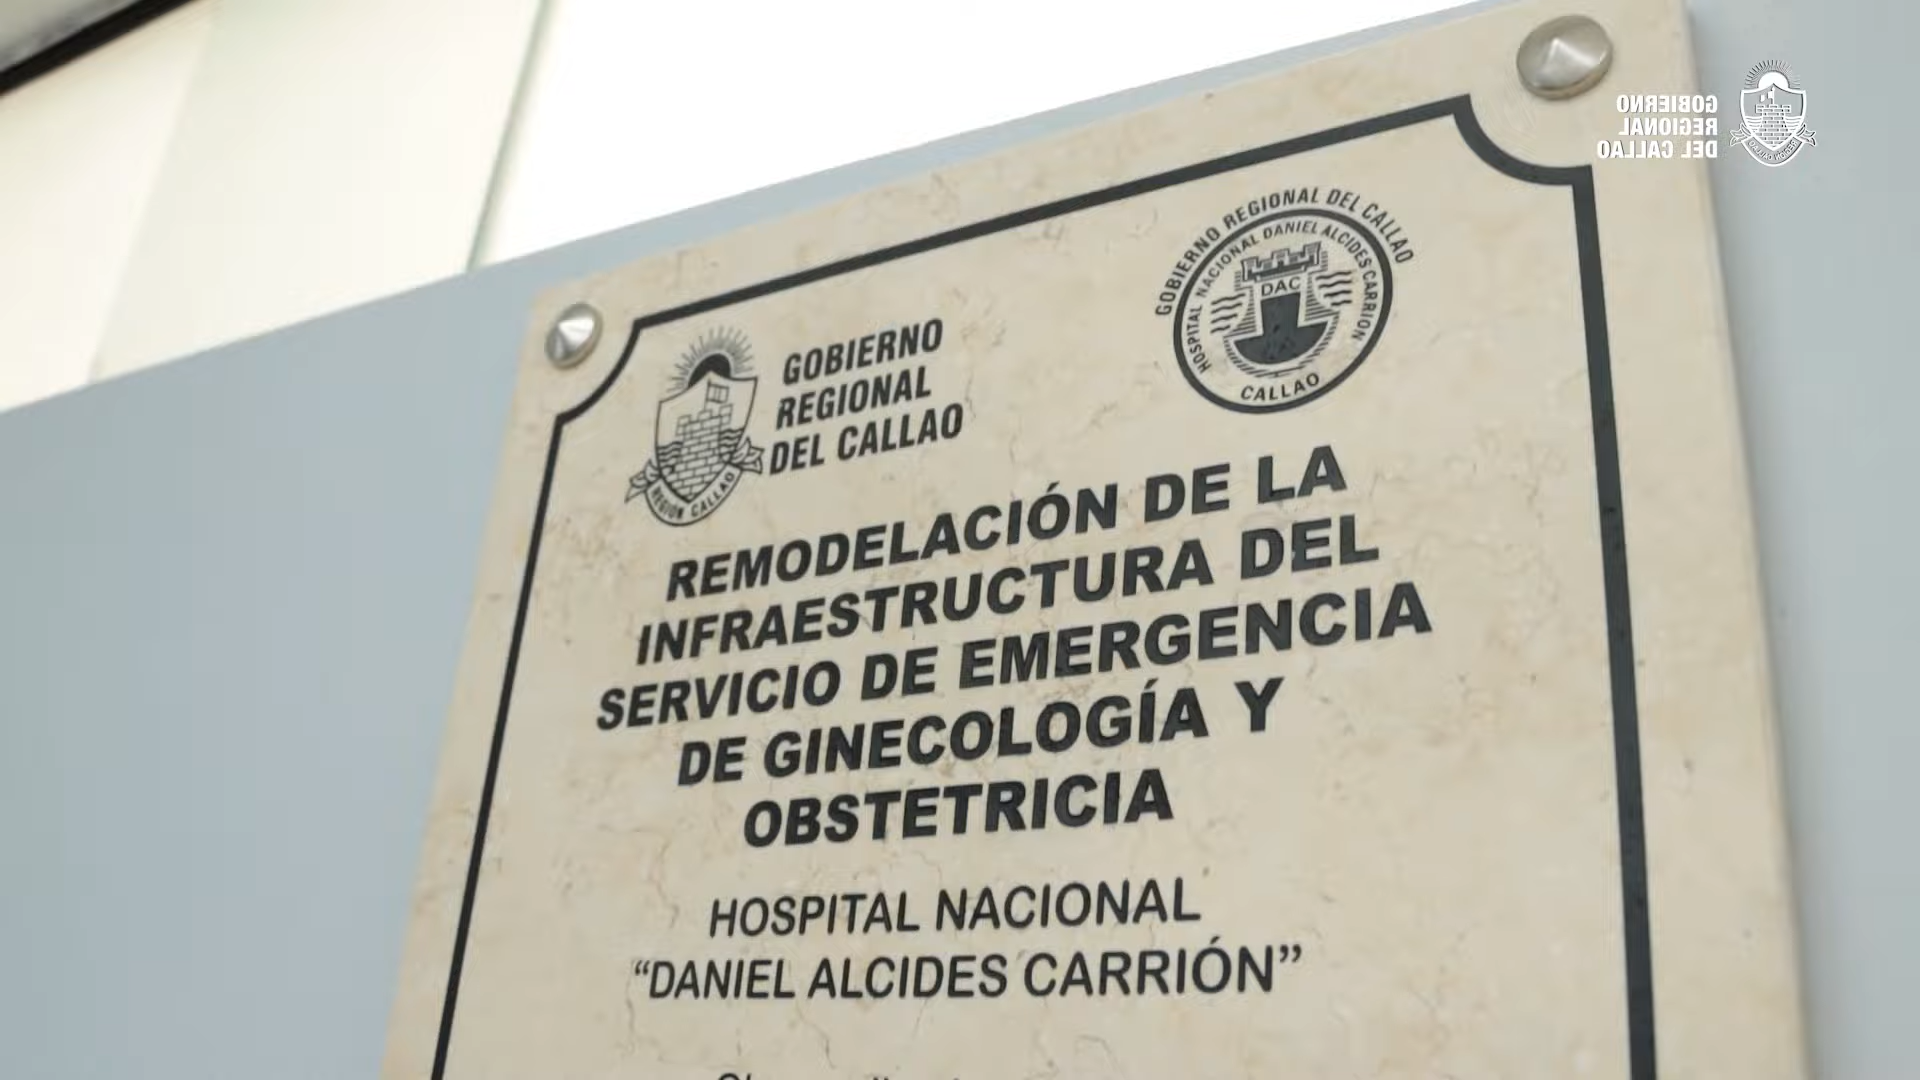 GOBIERNO
REGIONAL
DEL CALLAO
GOBIERNO
REGIONAL
DEL CALLAO
REGIÓN CALLAO
GOBIERNO REGIONAL DEL CALLAO
HOSPITAL NACIONAL DANIEL ALCIDES CARRION
DAC
CALLAO
REMODELACIÓN DE LA
INFRAESTRUCTURA DEL
SERVICIO DE EMERGENCIA
DE GINECOLOGÍA Y
OBSTETRICIA
HOSPITAL NACIONAL
“DANIEL ALCIDES CARRIÓN”